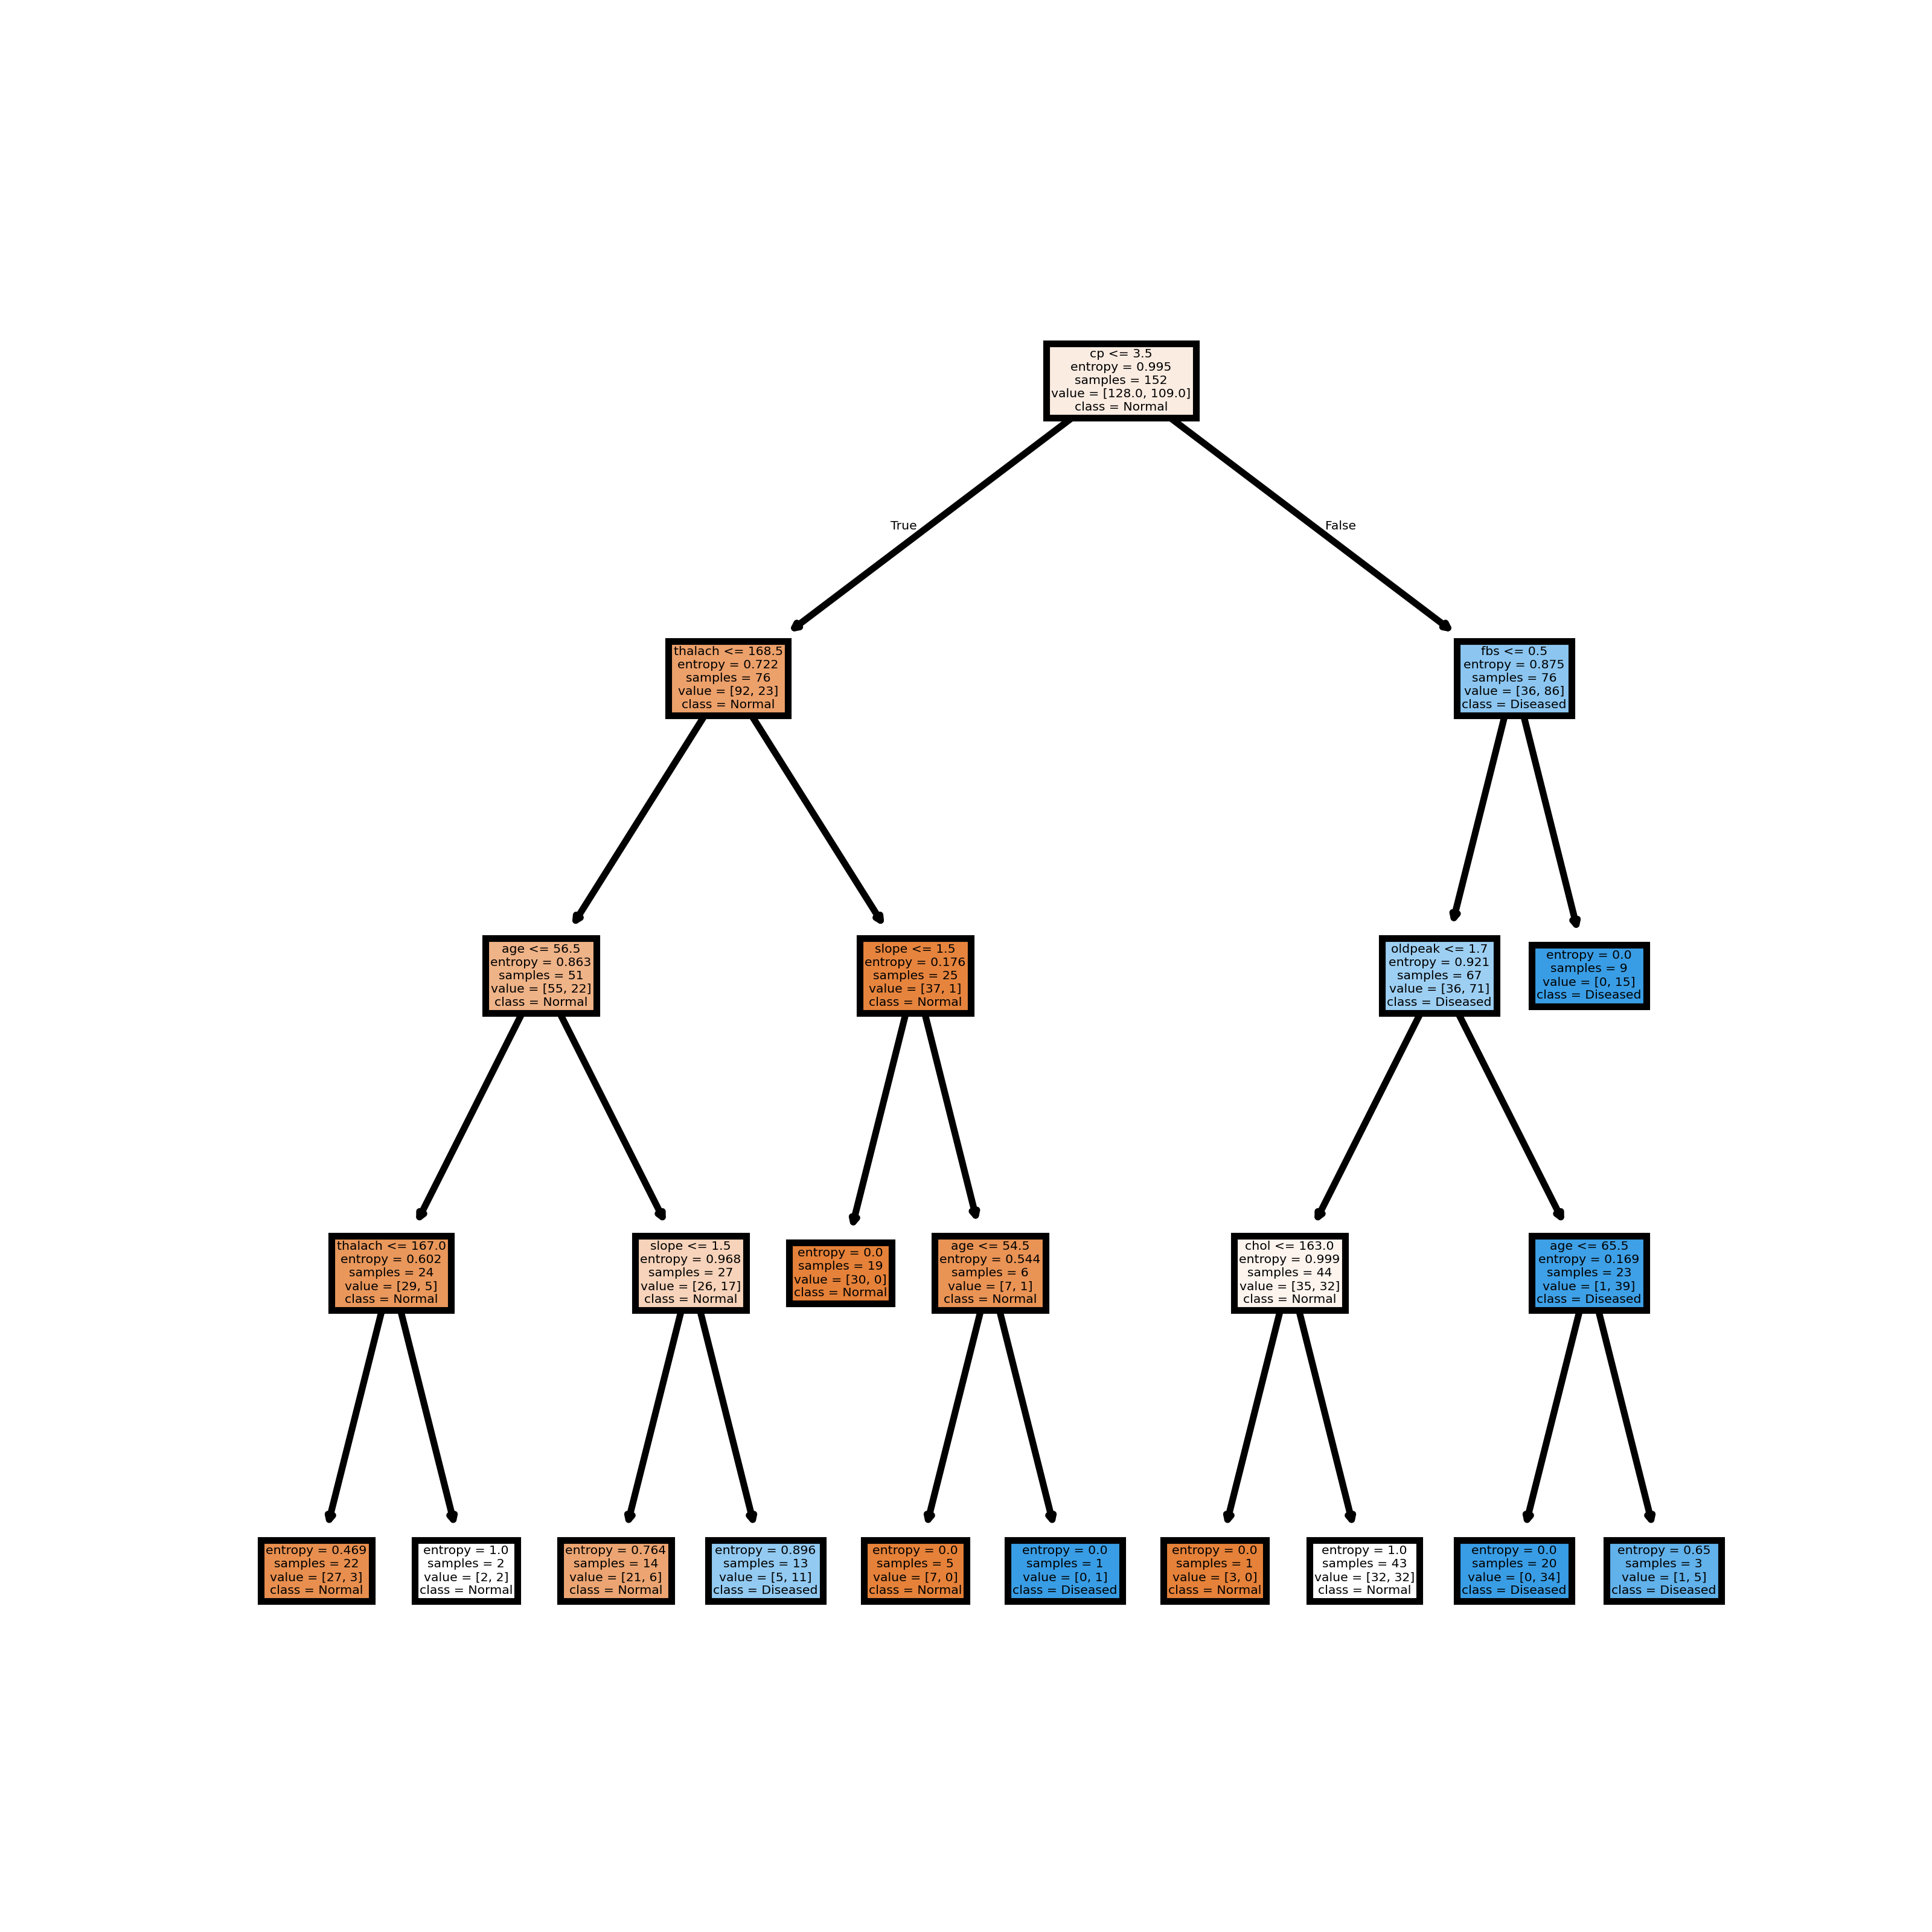 cp <= 3.5
entropy = 0.995
samples = 152
value = [128.0, 109.0]
class = Normal
True
False
thalach <= 168.5
entropy = 0.722
samples = 76
value = [92, 23]
class = Normal
fbs <= 0.5
entropy = 0.875
samples = 76
value = [36, 86]
class = Diseased
age <= 56.5
entropy = 0.863
samples = 51
value = [55, 22]
class = Normal
slope <= 1.5
entropy = 0.176
samples = 25
value = [37, 1]
class = Normal
oldpeak <= 1.7
entropy = 0.921
samples = 67
value = [36, 71]
class = Diseased
entropy = 0.0
samples = 9
value = [0, 15]
class = Diseased
thalach <= 167.0
entropy = 0.602
samples = 24
value = [29, 5]
class = Normal
slope <= 1.5
entropy = 0.968
samples = 27
value = [26, 17]
class = Normal
entropy = 0.0
samples = 19
value = [30, 0]
class = Normal
age <= 54.5
entropy = 0.544
samples = 6
value = [7, 1]
class = Normal
chol <= 163.0
entropy = 0.999
samples = 44
value = [35, 32]
class = Normal
age <= 65.5
entropy = 0.169
samples = 23
value = [1, 39]
class = Diseased
entropy = 0.469
samples = 22
value = [27, 3]
class = Normal
entropy = 1.0
samples = 2
value = [2, 2]
class = Normal
entropy = 0.764
samples = 14
value = [21, 6]
class = Normal
entropy = 0.896
samples = 13
value = [5, 11]
class = Diseased
entropy = 0.0
samples = 5
value = [7, 0]
class = Normal
entropy = 0.0
samples = 1
value = [0, 1]
class = Diseased
entropy = 0.0
samples = 1
value = [3, 0]
class = Normal
entropy = 1.0
samples = 43
value = [32, 32]
class = Normal
entropy = 0.0
samples = 20
value = [0, 34]
class = Diseased
entropy = 0.65
samples = 3
value = [1, 5]
class = Diseased